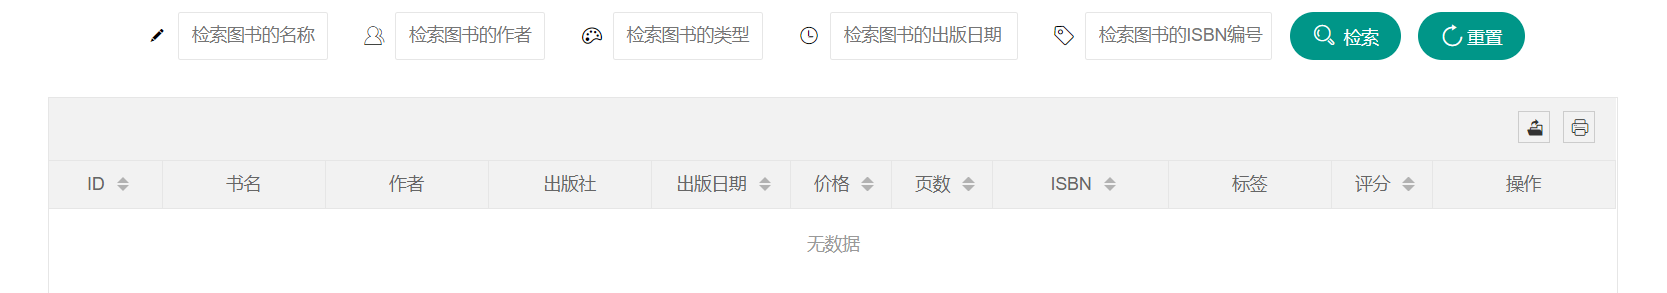 检索图书的名称 检索图书的作者 检索图书的类型 检索图书的出版日期 检索图书的ISBN编号 检索 重置
ID 书名 作者 出版社 出版日期 价格 页数 ISBN 标签 评分 操作
无数据